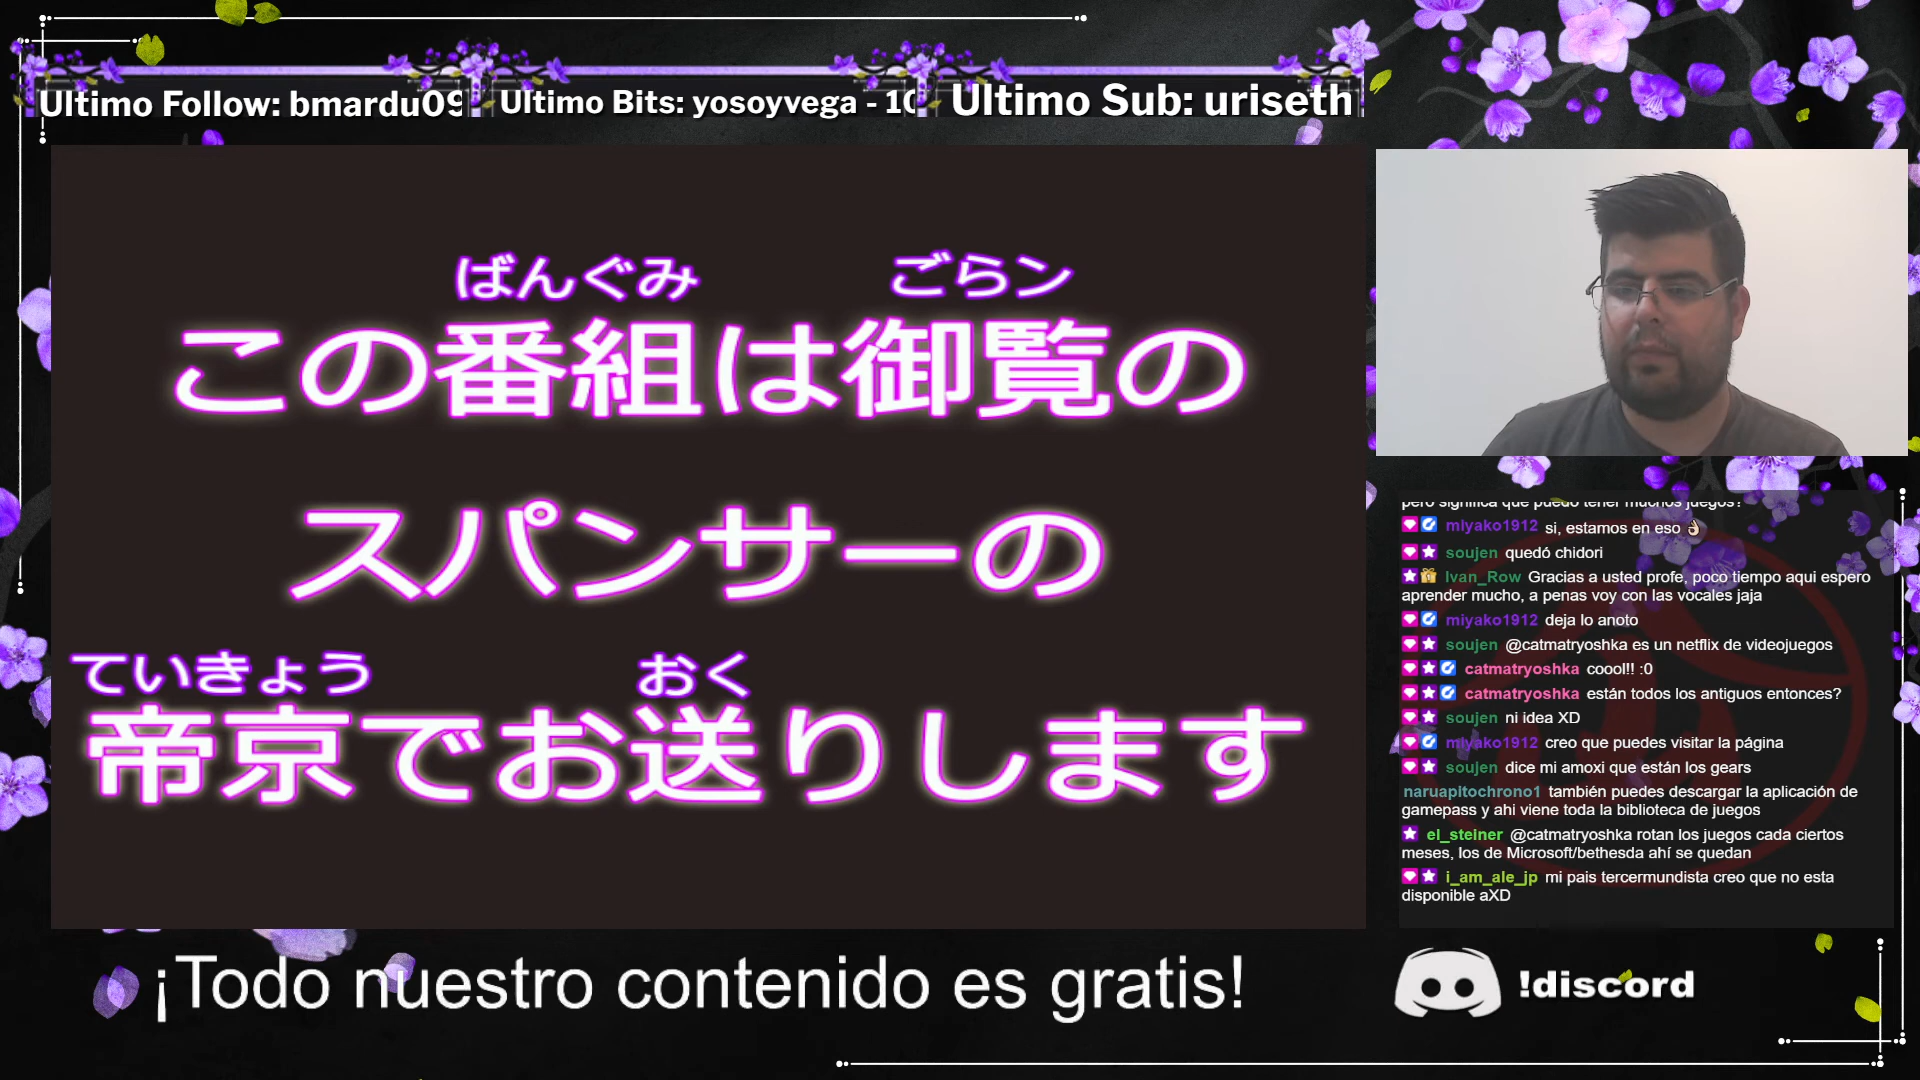 Ultimo Follow: bmardu09
Ultimo Bits: yosoyvega - 10
Ultimo Sub: uriseth
ばんぐみ ごらン
この番組は御覧の
スパンサーの
ていきょう おく
帝京でお送りします
pero significa que puedo tener muchos juegos?
miyako1912 si, estamos en eso 👌🏻
soujen quedó chidori
Ivan_Row Gracias a usted profe, poco tiempo aqui espero
aprender mucho, a penas voy con las vocales jaja
miyako1912 deja lo anoto
soujen @catmatryoshka es un netflix de videojuegos
catmatryoshka coool!! :0
catmatryoshka están todos los antiguos entonces?
soujen ni idea XD
miyako1912 creo que puedes visitar la página
soujen dice mi amoxi que están los gears
naruapitochrono1 también puedes descargar la aplicación de
gamepass y ahi viene toda la biblioteca de juegos
el_steiner @catmatryoshka rotan los juegos cada ciertos
meses, los de Microsoft/bethesda ahí se quedan
i_am_ale_jp mi pais tercermundista creo que no esta
disponible aXD
¡Todo nuestro contenido es gratis!
!discord